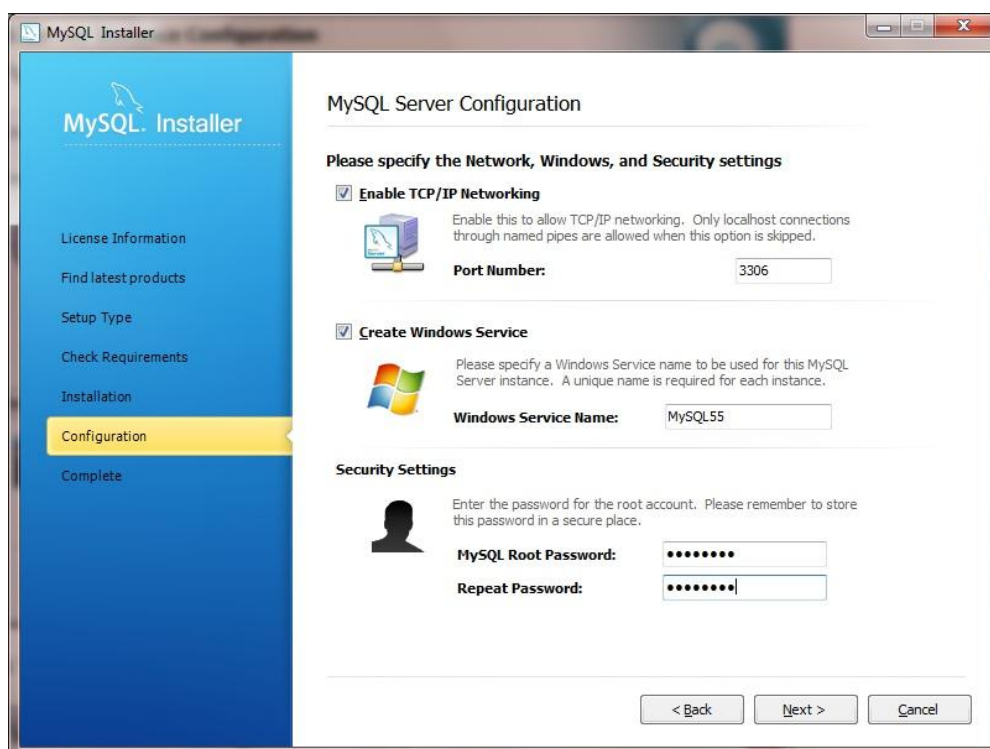 MySQL Installer
MySQL. Installer
License Information
Find latest products
Setup Type
Check Requirements
Installation
Configuration
Complete
MySQL Server Configuration
Please specify the Network, Windows, and Security settings
Enable TCP/IP Networking
Enable this to allow TCP/IP networking. Only localhost connections
through named pipes are allowed when this option is skipped.
Port Number: 3306
Create Windows Service
Please specify a Windows Service name to be used for this MySQL
Server instance. A unique name is required for each instance.
Windows Service Name: MySQL55
Security Settings
Enter the password for the root account. Please remember to store
this password in a secure place.
MySQL Root Password: ●●●●●●●●
Repeat Password: ●●●●●●●●
< Back Next > Cancel